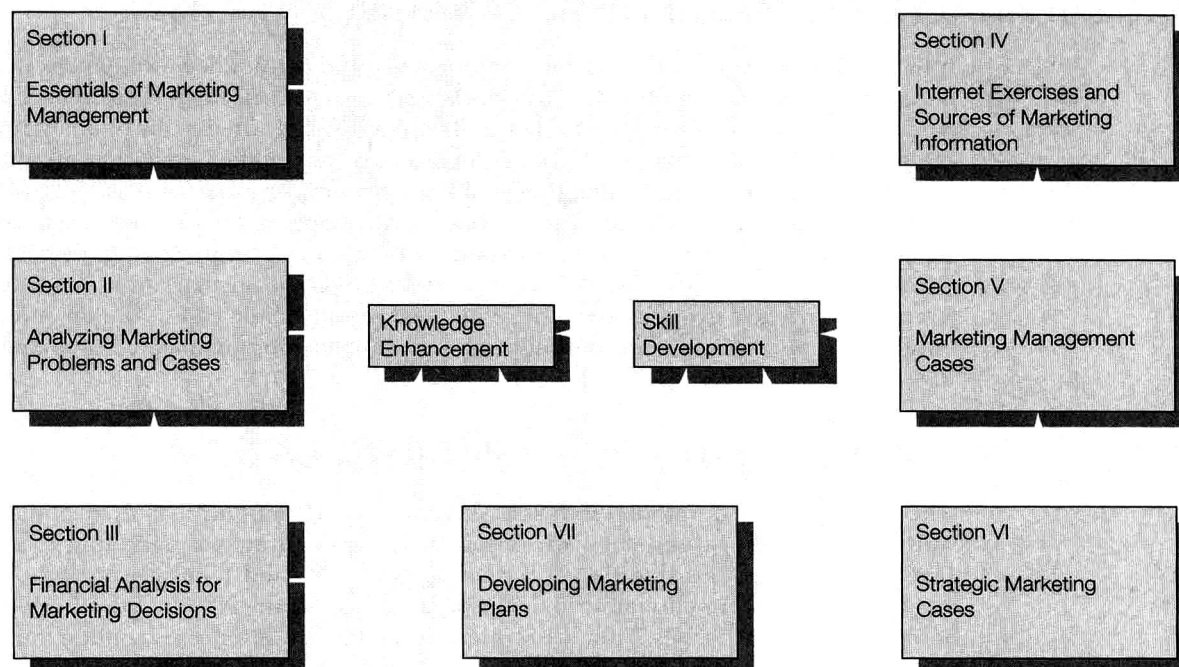 Section I
Essentials of Marketing
Management
Section II
Analyzing Marketing
Problems and Cases
Section III
Financial Analysis for
Marketing Decisions
Knowledge
Enhancement
Skill
Development
Section VII
Developing Marketing
Plans
Section IV
Internet Exercises and
Sources of Marketing
Information
Section V
Marketing Management
Cases
Section VI
Strategic Marketing
Cases